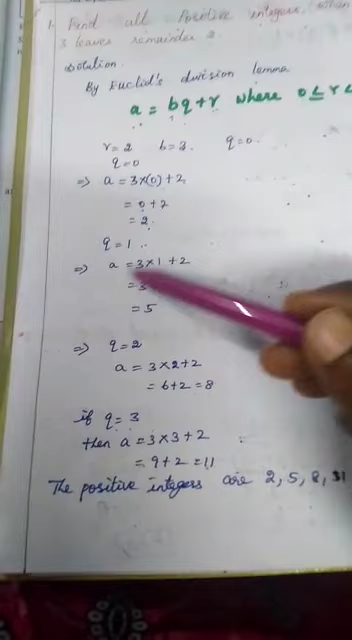 1. Find all Positive integers, when
3 leaves remainder 2.
Solution.
By Euclid's division lemma
a = bq + r where 0 ≤ r <
r = 2 b = 3 q = 0.
q = 0
⇒ a = 3×(0) + 2
= 0 + 2
= 2.
q = 1
⇒ a = 3×1 + 2
= 3
= 5
⇒ q = 2
a = 3×2+2
= 6+2 = 8
if q = 3
then a = 3×3+2
= 9+2 = 11
The positive integers are 2, 5, 8,